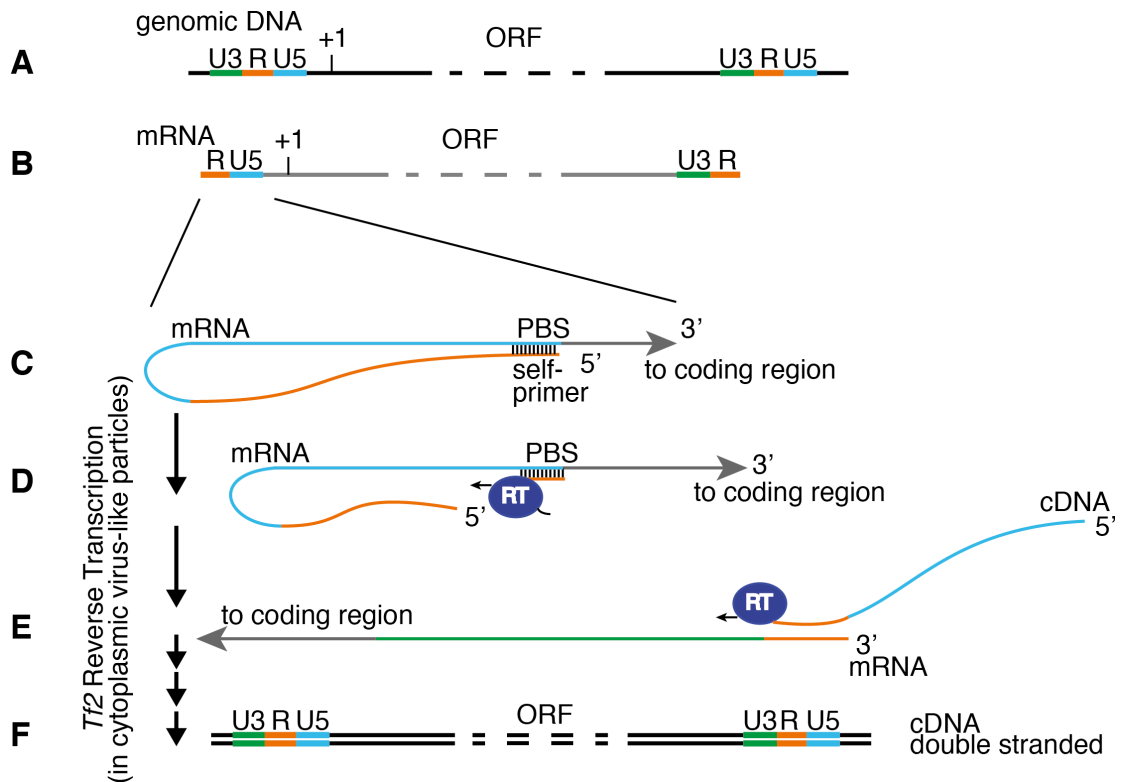 genomic DNA
A
U3 R U5
+1
ORF
U3 R U5
mRNA
B
R U5
+1
ORF
U3 R
C
mRNA
PBS
3’
self-
primer
5’
to coding region
D
mRNA
PBS
3’
RT
5’
to coding region
cDNA
5’
E
to coding region
RT
3’
mRNA
Tf2 Reverse Transcription
(in cytoplasmic virus-like particles)
F
U3 R U5
ORF
U3 R U5
cDNA
double stranded